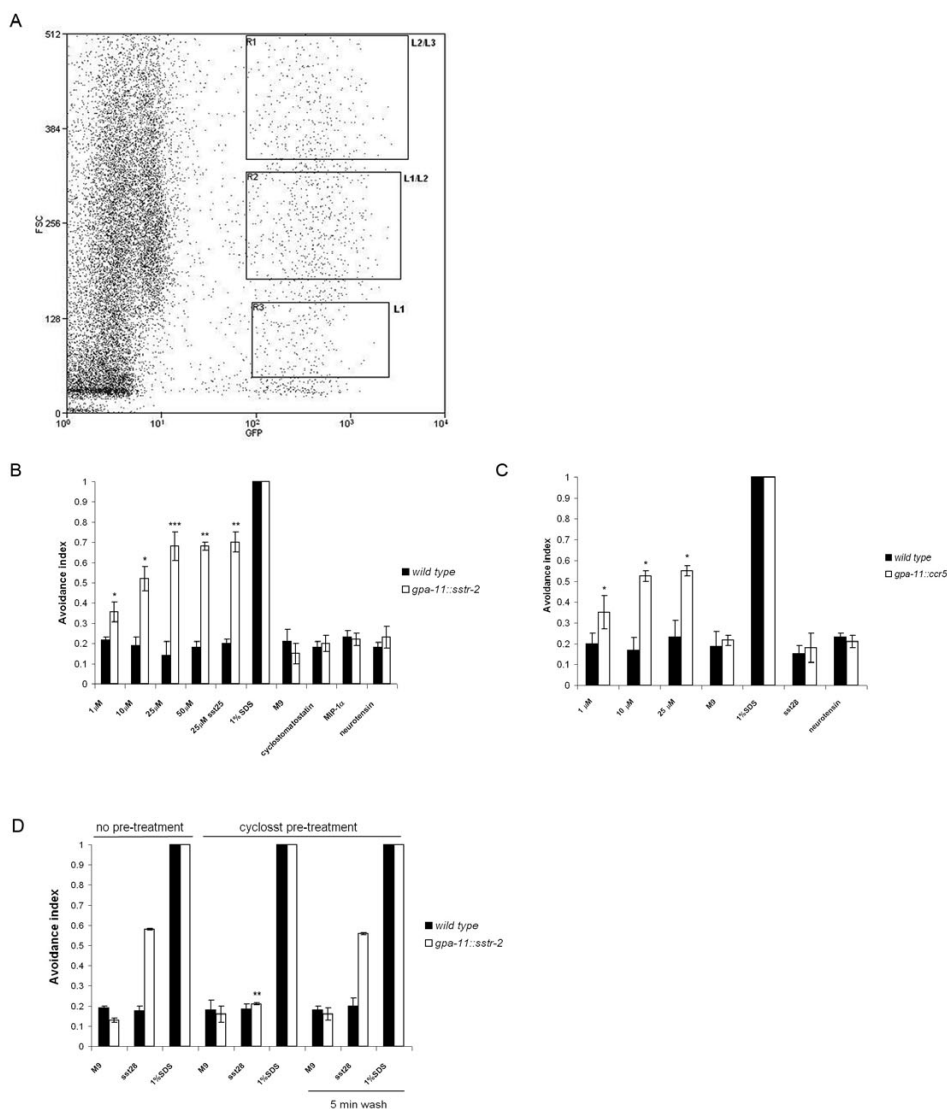 A
512
384
256
128
0
FSC
R1
L2/L3
R2
L1/L2
R3
L1
10⁰
10¹
10²
10³
10⁴
GFP
B
Avoidance index
1
0.9
0.8
0.7
0.6
0.5
0.4
0.3
0.2
0.1
0
*
*
***
**
**
1 µM
10µM
25µM
50µM
25µM sst25
1% SDS
M9
cyclostomatostatin
MIP-1α
neurotensin
wild type
gpa-11::sstr-2
C
Avoidance index
1
0.9
0.8
0.7
0.6
0.5
0.4
0.3
0.2
0.1
0
*
*
*
1 µM
10 µM
25 µM
M9
1%SDS
sst28
neurotensin
wild type
gpa-11::ccr5
D
no pre-treatment
cyclosst pre-treatment
Avoidance index
1
0.9
0.8
0.7
0.6
0.5
0.4
0.3
0.2
0.1
0
**
M9
sst28
1%SDS
M9
sst28
1%SDS
M9
sst28
1%SDS
5 min wash
wild type
gpa-11::sstr-2